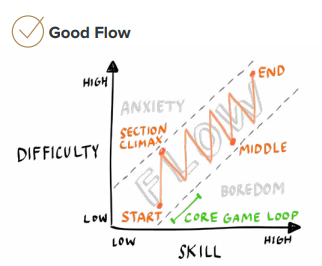 Good Flow
HIGH
END
ANXIETY
SECTION
CLIMAX
FLOW
DIFFICULTY
MIDDLE
BOREDOM
LOW
START
CORE GAME LOOP
LOW
HIGH
SKILL